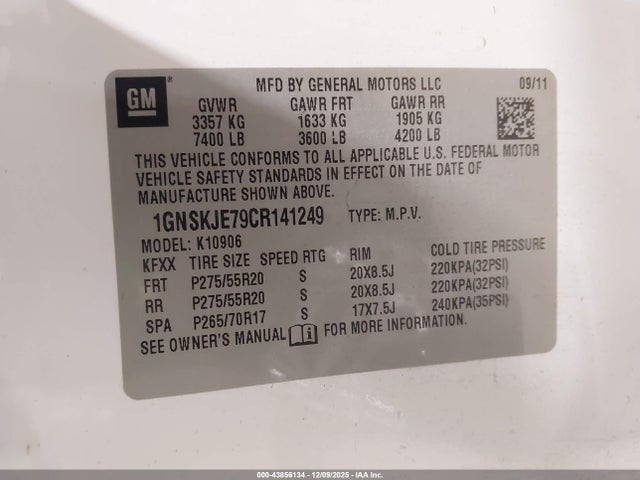 GM
MFD BY GENERAL MOTORS LLC 09/11
GVWR GAWR FRT GAWR RR
3357 KG 1633 KG 1905 KG
7400 LB 3600 LB 4200 LB
THIS VEHICLE CONFORMS TO ALL APPLICABLE U.S. FEDERAL MOTOR
VEHICLE SAFETY STANDARDS IN EFFECT ON THE DATE OF
MANUFACTURE SHOWN ABOVE.
1GNSKJE79CR141249 TYPE: M.P.V.
MODEL: K10906
KFXX TIRE SIZE SPEED RTG RIM COLD TIRE PRESSURE
FRT P275/55R20 S 20X8.5J 220KPA(32PSI)
RR P275/55R20 S 20X8.5J 220KPA(32PSI)
SPA P265/70R17 S 17X7.5J 240KPA(35PSI)
SEE OWNER'S MANUAL i FOR MORE INFORMATION.
000-43856134 - 12/09/2025 - IAA Inc.